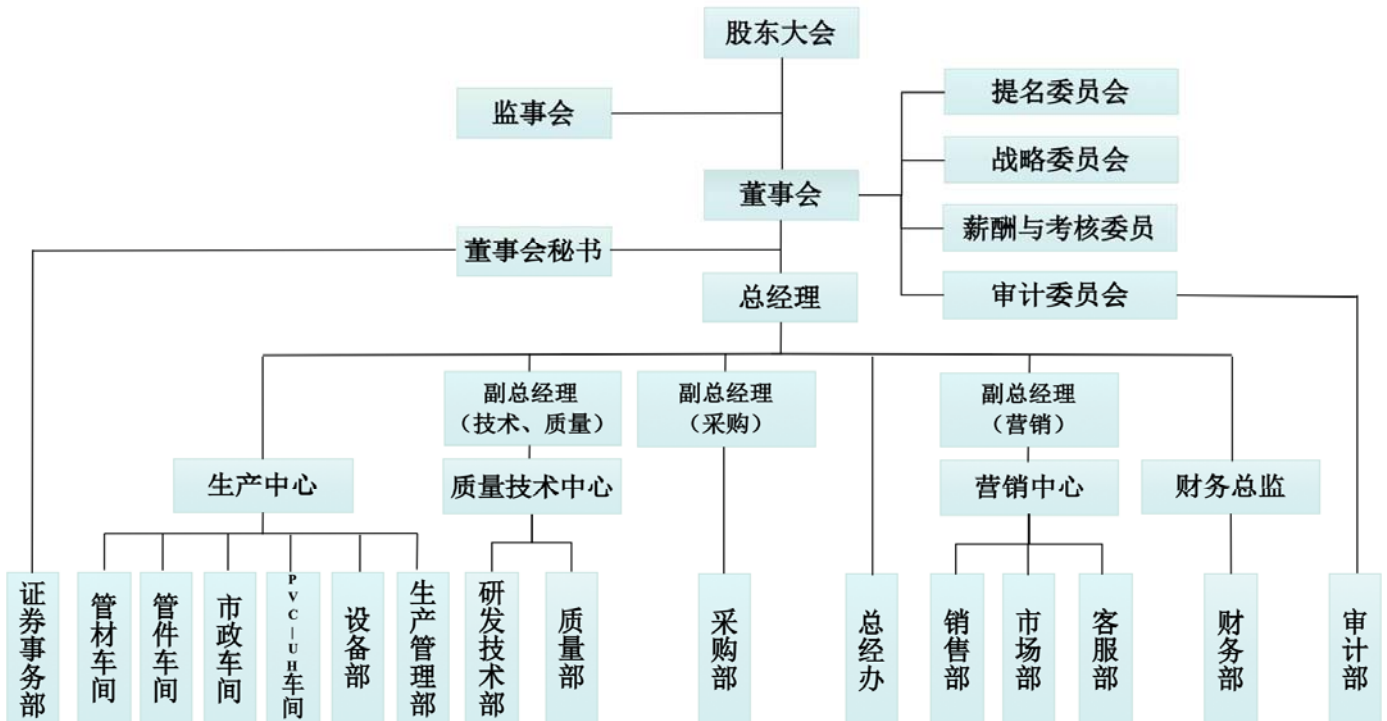 股东大会
监事会
提名委员会
战略委员会
董事会
薪酬与考核委员
董事会秘书
审计委员会
总经理
副总经理
（技术、质量）
副总经理
（采购）
副总经理
（营销）
生产中心
质量技术中心
营销中心
财务总监
证券事务部
管材车间
管件车间
市政车间
PVC-UH车间
设备部
生产管理部
研发技术部
质量部
采购部
总经办
销售部
市场部
客服部
财务部
审计部